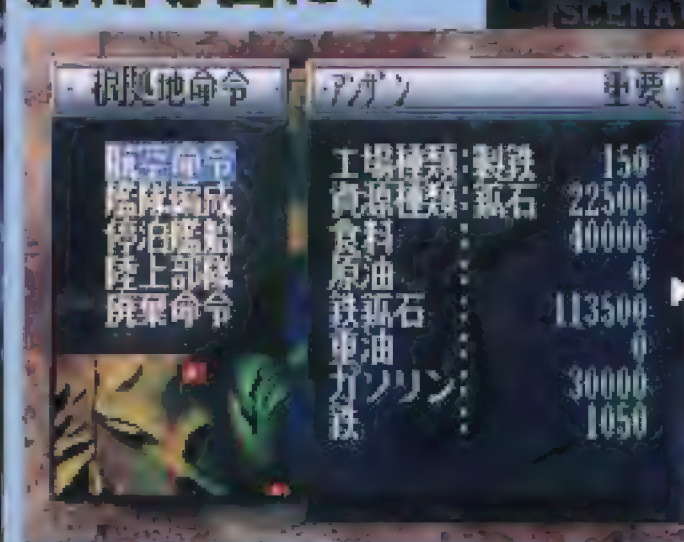 SCENA
根拠地命令
航空命令
艦隊編成
停泊艦船
陸上部隊
廃棄命令
アンザン 重要
工場種類:製鉄 150
資源種類:鉱石 22500
食料 : 40000
原油 : 0
鉄鉱石 : 113500
重油 : 0
ガソリン: 30000
鉄 : 1050